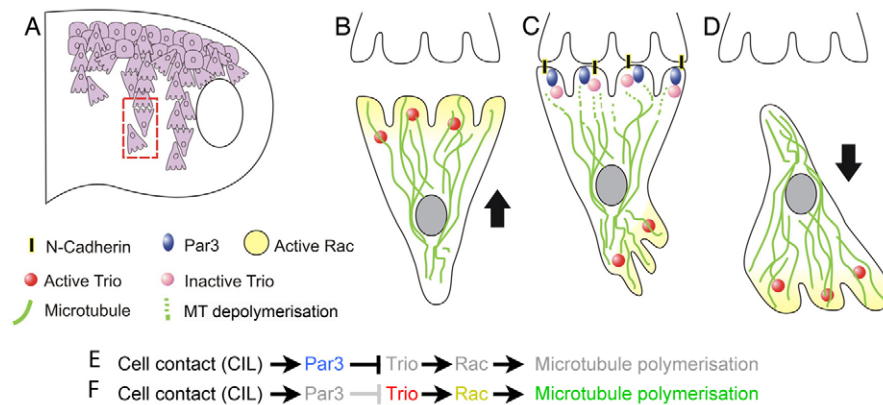 A
B
C
D
N-Cadherin
Par3
Active Rac
Active Trio
Inactive Trio
Microtubule
MT depolymerisation
E Cell contact (CIL) Par3 Trio Rac Microtubule polymerisation
F Cell contact (CIL) Par3 Trio Rac Microtubule polymerisation